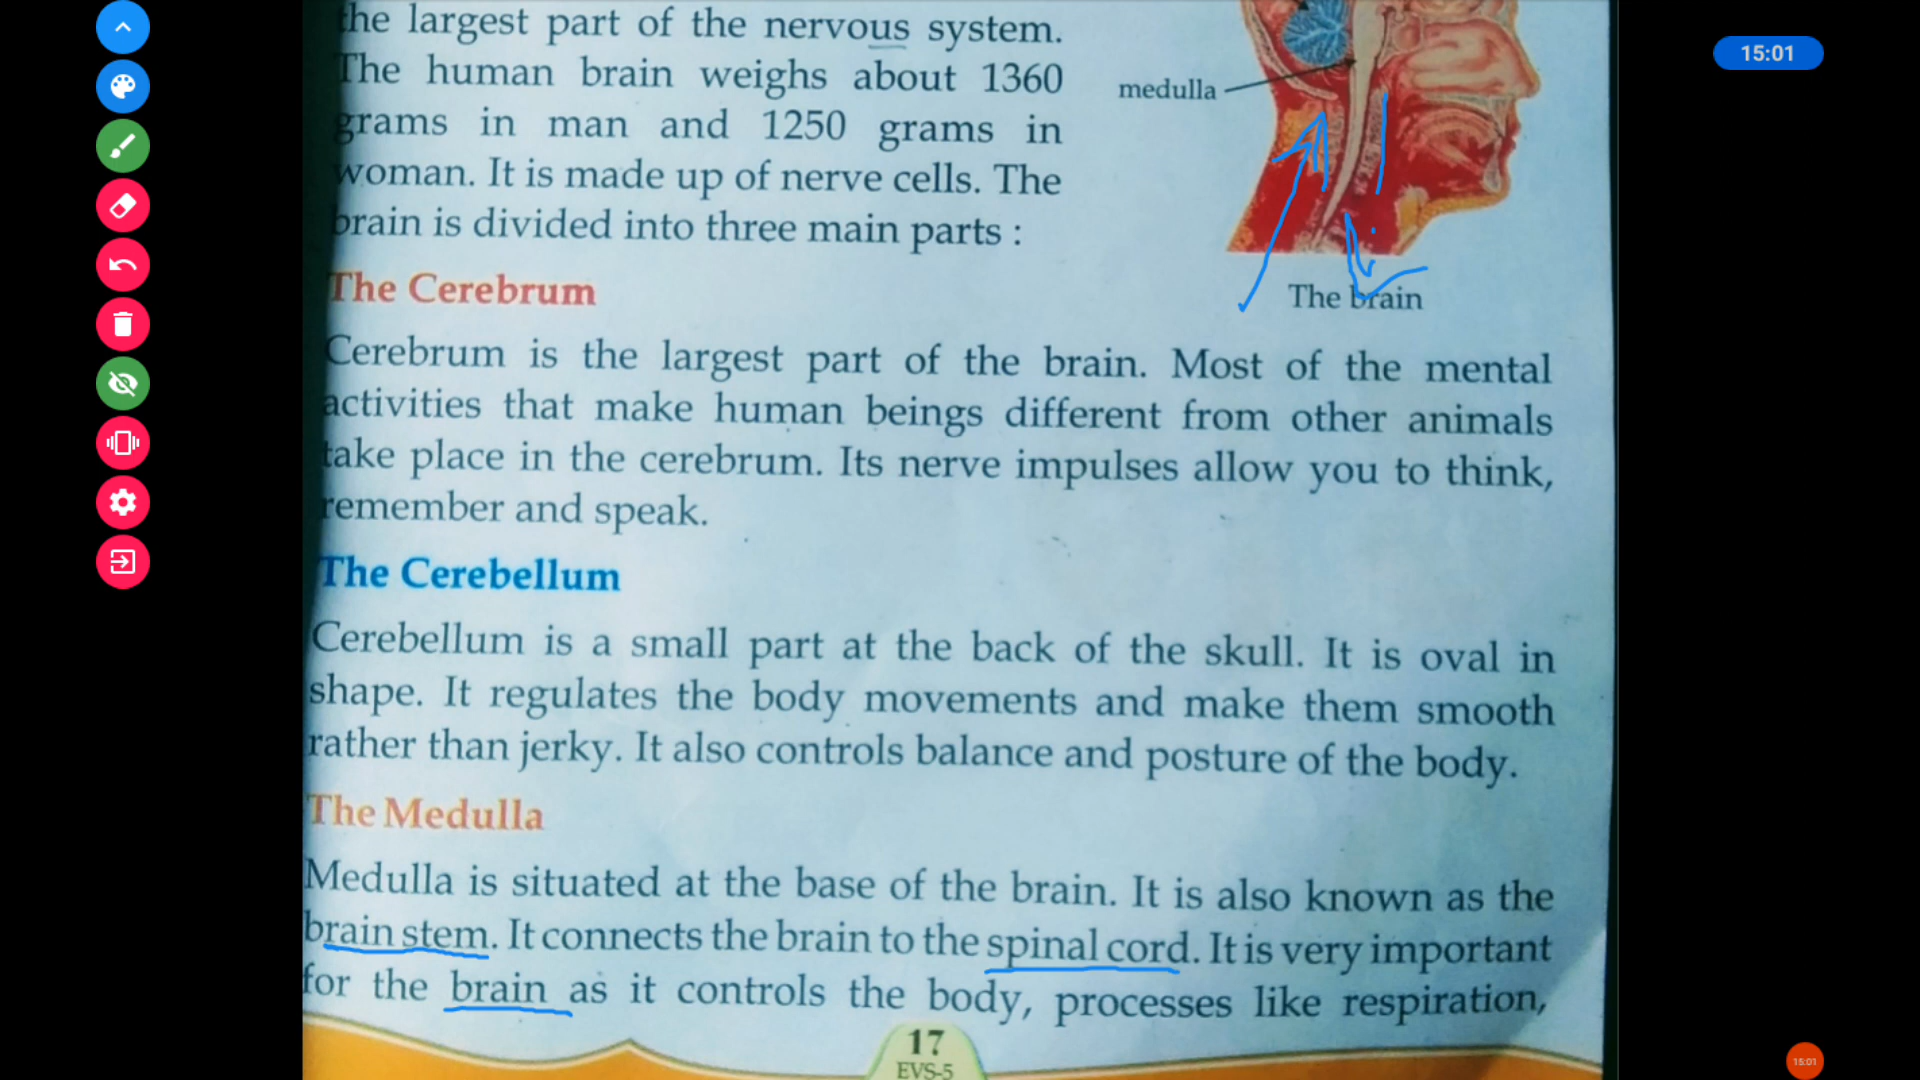 the largest part of the nervous system.
The human brain weighs about 1360
grams in man and 1250 grams in
woman. It is made up of nerve cells. The
brain is divided into three main parts :
medulla
The brain
15:01
The Cerebrum
Cerebrum is the largest part of the brain. Most of the mental
activities that make human beings different from other animals
take place in the cerebrum. Its nerve impulses allow you to think,
remember and speak.
The Cerebellum
Cerebellum is a small part at the back of the skull. It is oval in
shape. It regulates the body movements and make them smooth
rather than jerky. It also controls balance and posture of the body.
The Medulla
Medulla is situated at the base of the brain. It is also known as the
brain stem. It connects the brain to the spinal cord. It is very important
for the brain as it controls the body, processes like respiration,
17
EVS-5
15:01